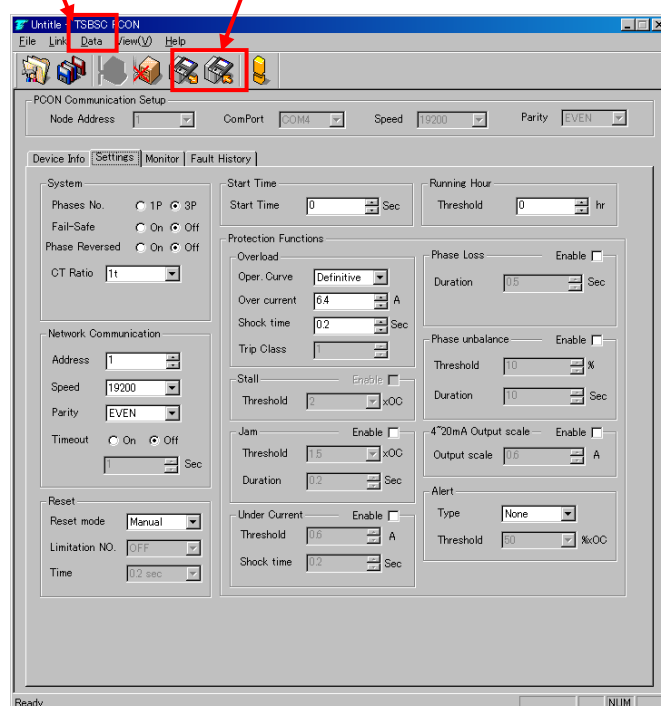 Untitle - TSBSC PCON
File Link Data View(V) Help
PCON Communication Setup
Node Address 1 ComPort COM4 Speed 19200 Parity EVEN
Device Info Settings Monitor Fault History
System
Phases No. 1P 3P
Fail-Safe On Off
Phase Reversed On Off
CT Ratio 1t
Network Communication
Address 1
Speed 19200
Parity EVEN
Timeout On Off
1 Sec
Reset
Reset mode Manual
Limitation NO. OFF
Time 0.2 sec
Start Time
Start Time 0 Sec
Running Hour
Threshold 0 hr
Protection Functions
Overload
Oper. Curve Definitive
Over current 6.4 A
Shock time 0.2 Sec
Trip Class 1
Stall Enable
Threshold 2 xOC
Jam Enable
Threshold 1.5 xOC
Duration 0.2 Sec
Under Current Enable
Threshold 0.6 A
Shock time 0.2 Sec
Phase Loss Enable
Duration 0.5 Sec
Phase unbalance Enable
Threshold 10 %
Duration 10 Sec
4~20mA Output scale Enable
Output scale 0.6 A
Alert
Type None
Threshold 50 %xOC
Ready NUM